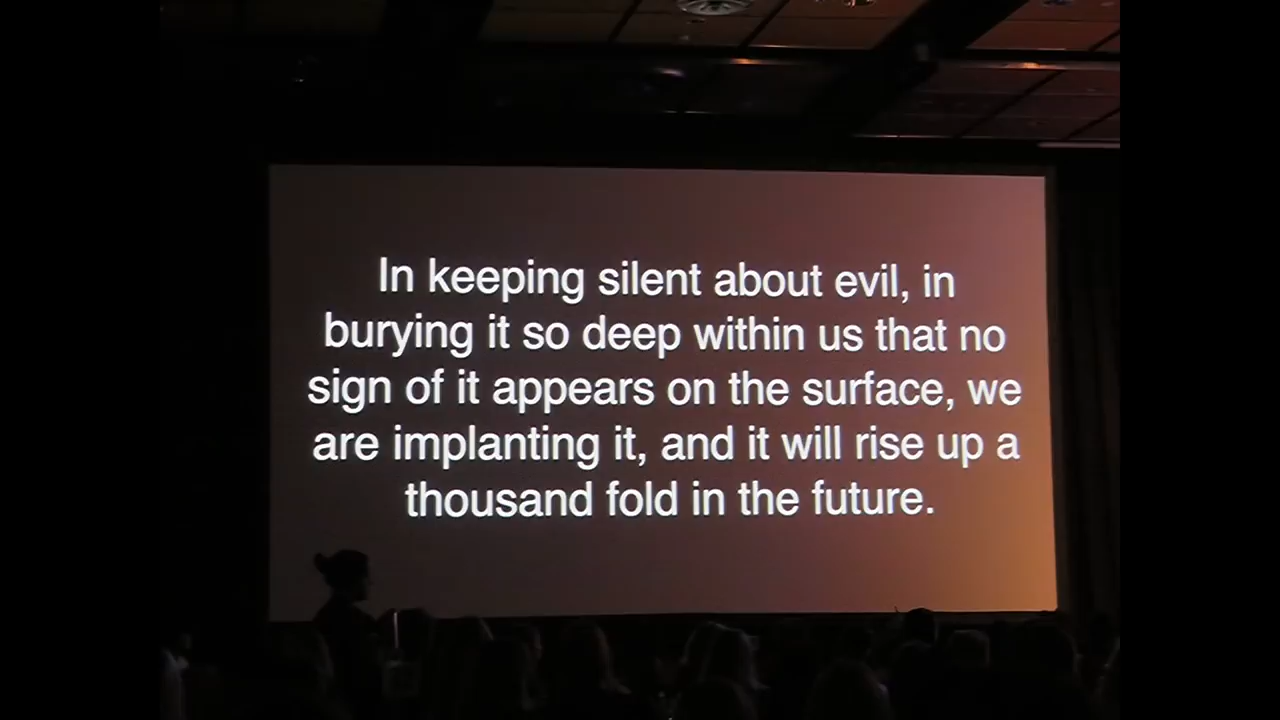 In keeping silent about evil, in
burying it so deep within us that no
sign of it appears on the surface, we
are implanting it, and it will rise up a
thousand fold in the future.